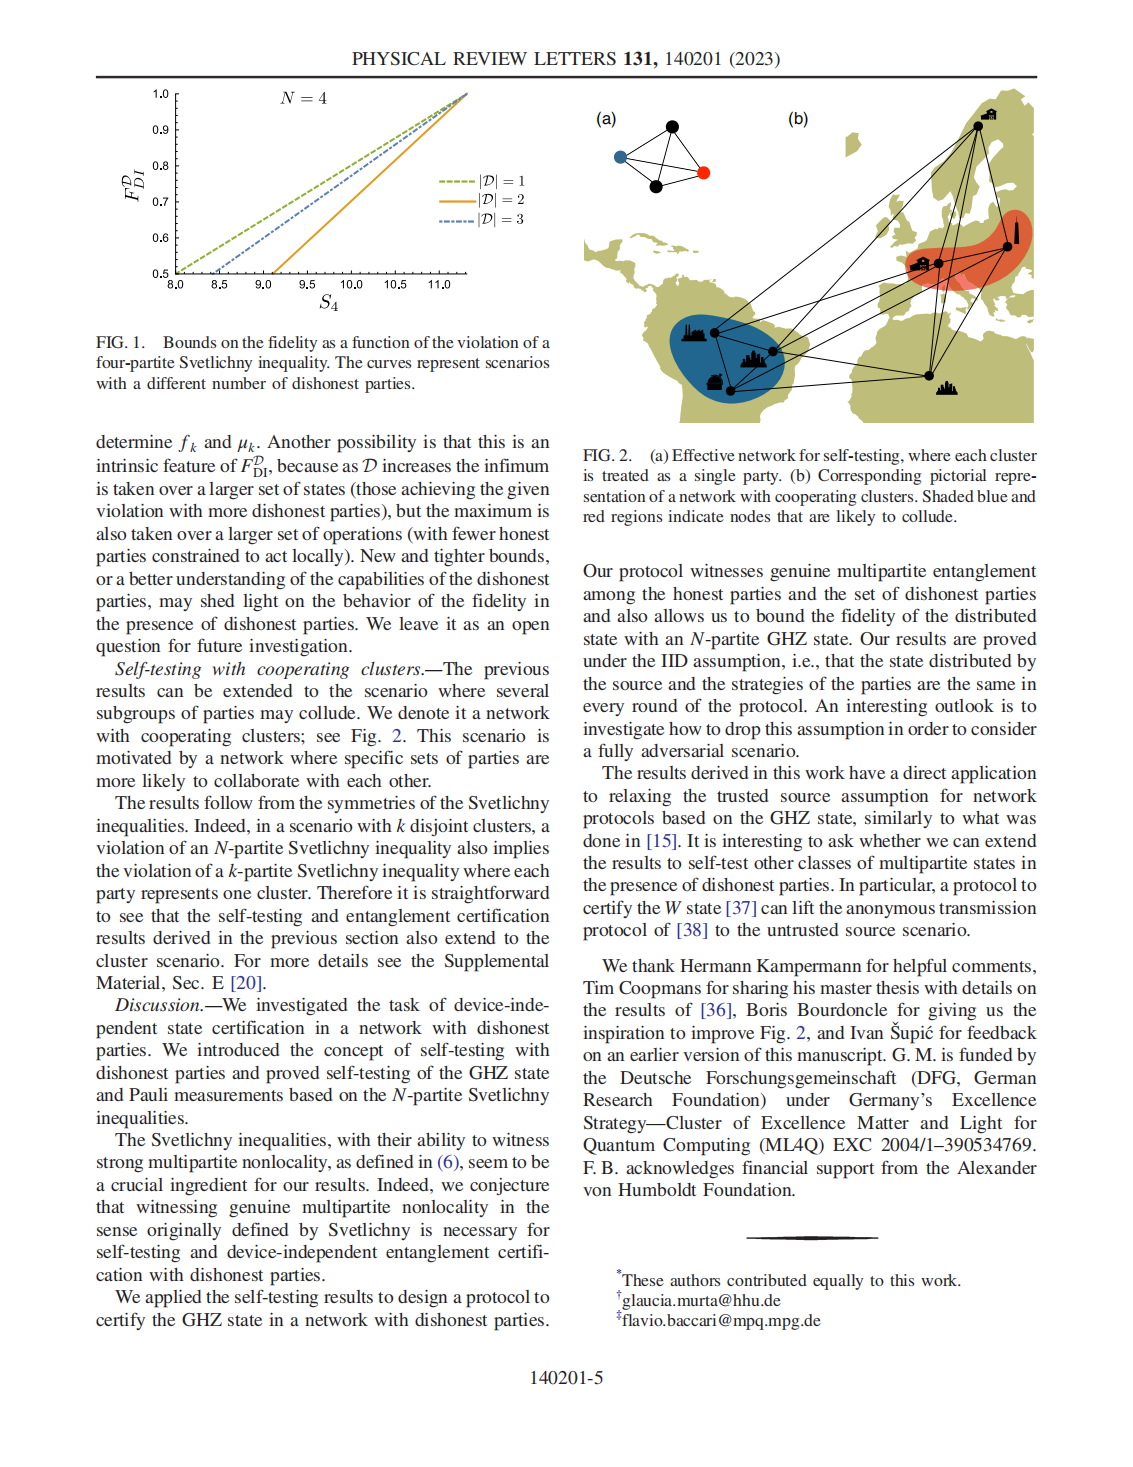 PHYSICAL REVIEW LETTERS 131, 140201 (2023)
N = 4
1.0
0.9
0.8
0.7
0.6
0.5
F_DI^𝒟
8.0 8.5 9.0 9.5 10.0 10.5 11.0
S₄
|𝒟| = 1
|𝒟| = 2
|𝒟| = 3
FIG. 1. Bounds on the fidelity as a function of the violation of a
four-partite Svetlichny inequality. The curves represent scenarios
with a different number of dishonest parties.
determine f_k and μ_k. Another possibility is that this is an
intrinsic feature of F_DI^𝒟, because as 𝒟 increases the infimum
is taken over a larger set of states (those achieving the given
violation with more dishonest parties), but the maximum is
also taken over a larger set of operations (with fewer honest
parties constrained to act locally). New and tighter bounds,
or a better understanding of the capabilities of the dishonest
parties, may shed light on the behavior of the fidelity in
the presence of dishonest parties. We leave it as an open
question for future investigation.
Self-testing with cooperating clusters.—The previous
results can be extended to the scenario where several
subgroups of parties may collude. We denote it a network
with cooperating clusters; see Fig. 2. This scenario is
motivated by a network where specific sets of parties are
more likely to collaborate with each other.
The results follow from the symmetries of the Svetlichny
inequalities. Indeed, in a scenario with k disjoint clusters, a
violation of an N-partite Svetlichny inequality also implies
the violation of a k-partite Svetlichny inequality where each
party represents one cluster. Therefore it is straightforward
to see that the self-testing and entanglement certification
results derived in the previous section also extend to the
cluster scenario. For more details see the Supplemental
Material, Sec. E [20].
Discussion.—We investigated the task of device-inde-
pendent state certification in a network with dishonest
parties. We introduced the concept of self-testing with
dishonest parties and proved self-testing of the GHZ state
and Pauli measurements based on the N-partite Svetlichny
inequalities.
The Svetlichny inequalities, with their ability to witness
strong multipartite nonlocality, as defined in (6), seem to be
a crucial ingredient for our results. Indeed, we conjecture
that witnessing genuine multipartite nonlocality in the
sense originally defined by Svetlichny is necessary for
self-testing and device-independent entanglement certifi-
cation with dishonest parties.
We applied the self-testing results to design a protocol to
certify the GHZ state in a network with dishonest parties.
(a)
(b)
FIG. 2. (a) Effective network for self-testing, where each cluster
is treated as a single party. (b) Corresponding pictorial repre-
sentation of a network with cooperating clusters. Shaded blue and
red regions indicate nodes that are likely to collude.
Our protocol witnesses genuine multipartite entanglement
among the honest parties and the set of dishonest parties
and also allows us to bound the fidelity of the distributed
state with an N-partite GHZ state. Our results are proved
under the IID assumption, i.e., that the state distributed by
the source and the strategies of the parties are the same in
every round of the protocol. An interesting outlook is to
investigate how to drop this assumption in order to consider
a fully adversarial scenario.
The results derived in this work have a direct application
to relaxing the trusted source assumption for network
protocols based on the GHZ state, similarly to what was
done in [15]. It is interesting to ask whether we can extend
the results to self-test other classes of multipartite states in
the presence of dishonest parties. In particular, a protocol to
certify the W state [37] can lift the anonymous transmission
protocol of [38] to the untrusted source scenario.
We thank Hermann Kampermann for helpful comments,
Tim Coopmans for sharing his master thesis with details on
the results of [36], Boris Bourdoncle for giving us the
inspiration to improve Fig. 2, and Ivan Šupić for feedback
on an earlier version of this manuscript. G. M. is funded by
the Deutsche Forschungsgemeinschaft (DFG, German
Research Foundation) under Germany's Excellence
Strategy—Cluster of Excellence Matter and Light for
Quantum Computing (ML4Q) EXC 2004/1–390534769.
F. B. acknowledges financial support from the Alexander
von Humboldt Foundation.
*These authors contributed equally to this work.
†glaucia.murta@hhu.de
‡flavio.baccari@mpq.mpg.de
140201-5